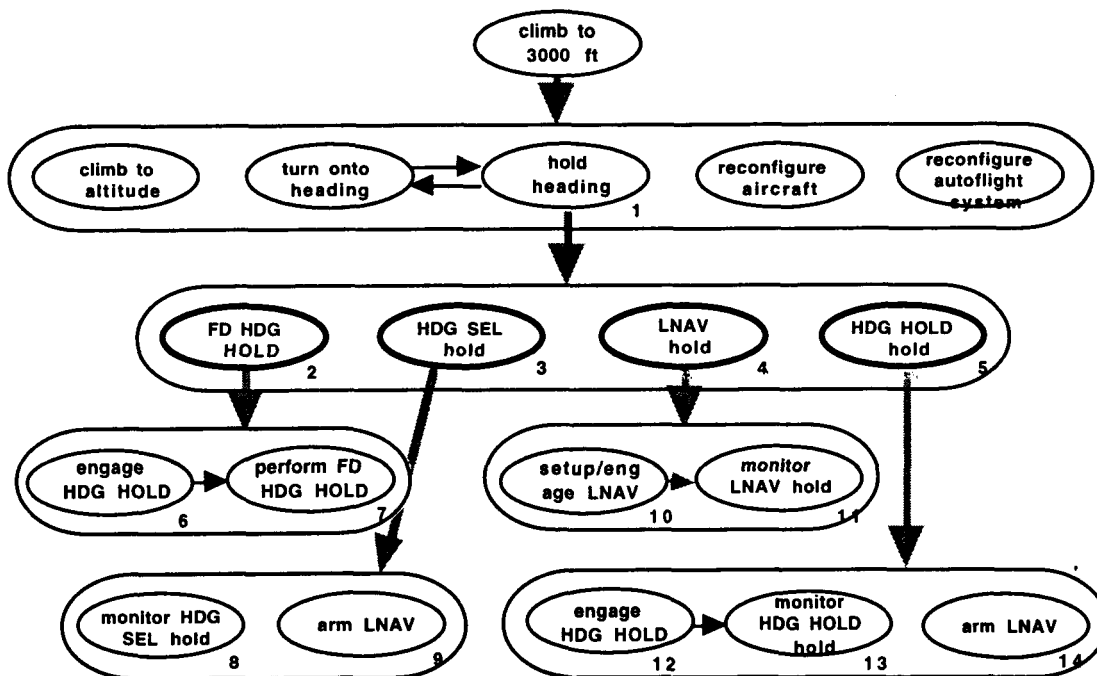 climb to
3000 ft
climb to
altitude
turn onto
heading
hold
heading
1
reconfigure
aircraft
reconfigure
autoflight
system
FD HDG
HOLD
2
HDG SEL
hold
3
LNAV
hold
4
HDG HOLD
hold
5
engage
HDG HOLD
6
perform FD
HDG HOLD
7
setup/eng
age LNAV
10
monitor
LNAV hold
11
monitor HDG
SEL hold
8
arm LNAV
9
engage
HDG HOLD
12
monitor
HDG HOLD
hold
13
arm LNAV
14